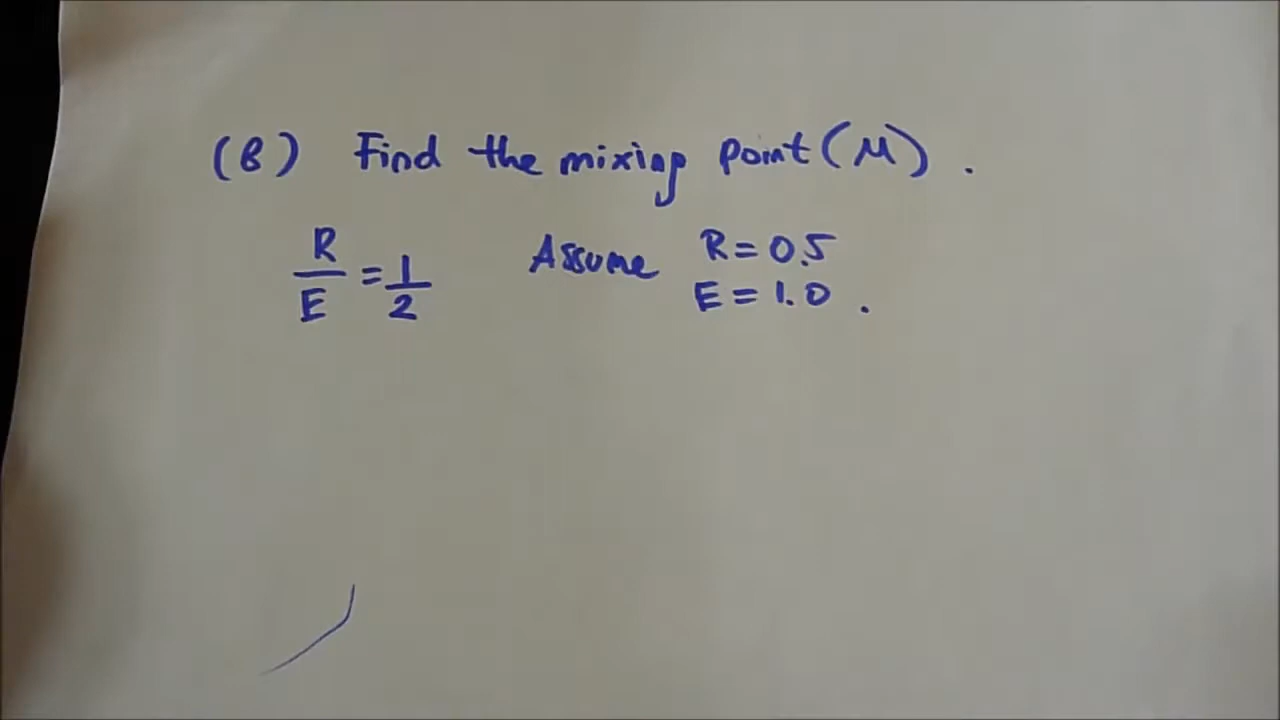 (B) Find the mixing point (M).
R/E = 1/2 Assume R = 0.5
E = 1.0.